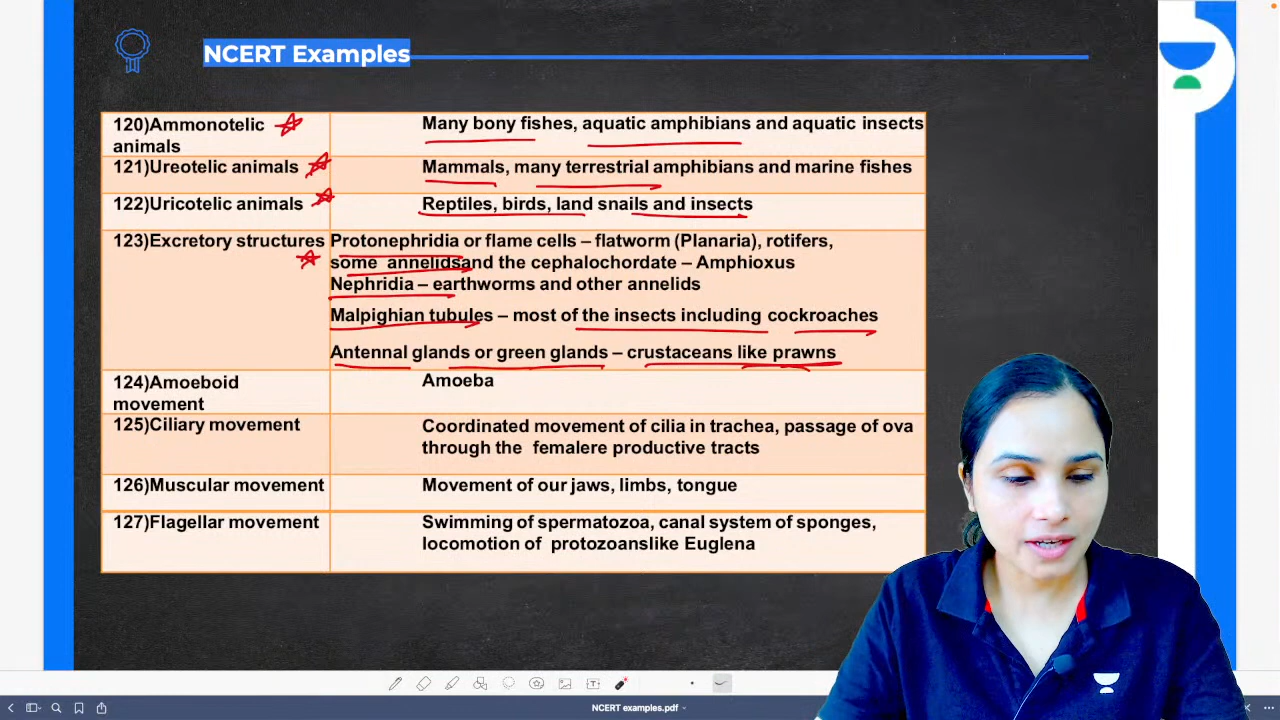 NCERT Examples
120)Ammonotelic animals
Many bony fishes, aquatic amphibians and aquatic insects
121)Ureotelic animals
Mammals, many terrestrial amphibians and marine fishes
122)Uricotelic animals
Reptiles, birds, land snails and insects
123)Excretory structures
Protonephridia or flame cells – flatworm (Planaria), rotifers,
some annelidsand the cephalochordate – Amphioxus
Nephridia – earthworms and other annelids
Malpighian tubules – most of the insects including cockroaches
Antennal glands or green glands – crustaceans like prawns
124)Amoeboid
movement
Amoeba
125)Ciliary movement
Coordinated movement of cilia in trachea, passage of ova
through the femalere productive tracts
126)Muscular movement
Movement of our jaws, limbs, tongue
127)Flagellar movement
Swimming of spermatozoa, canal system of sponges,
locomotion of protozoanslike Euglena
NCERT examples.pdf